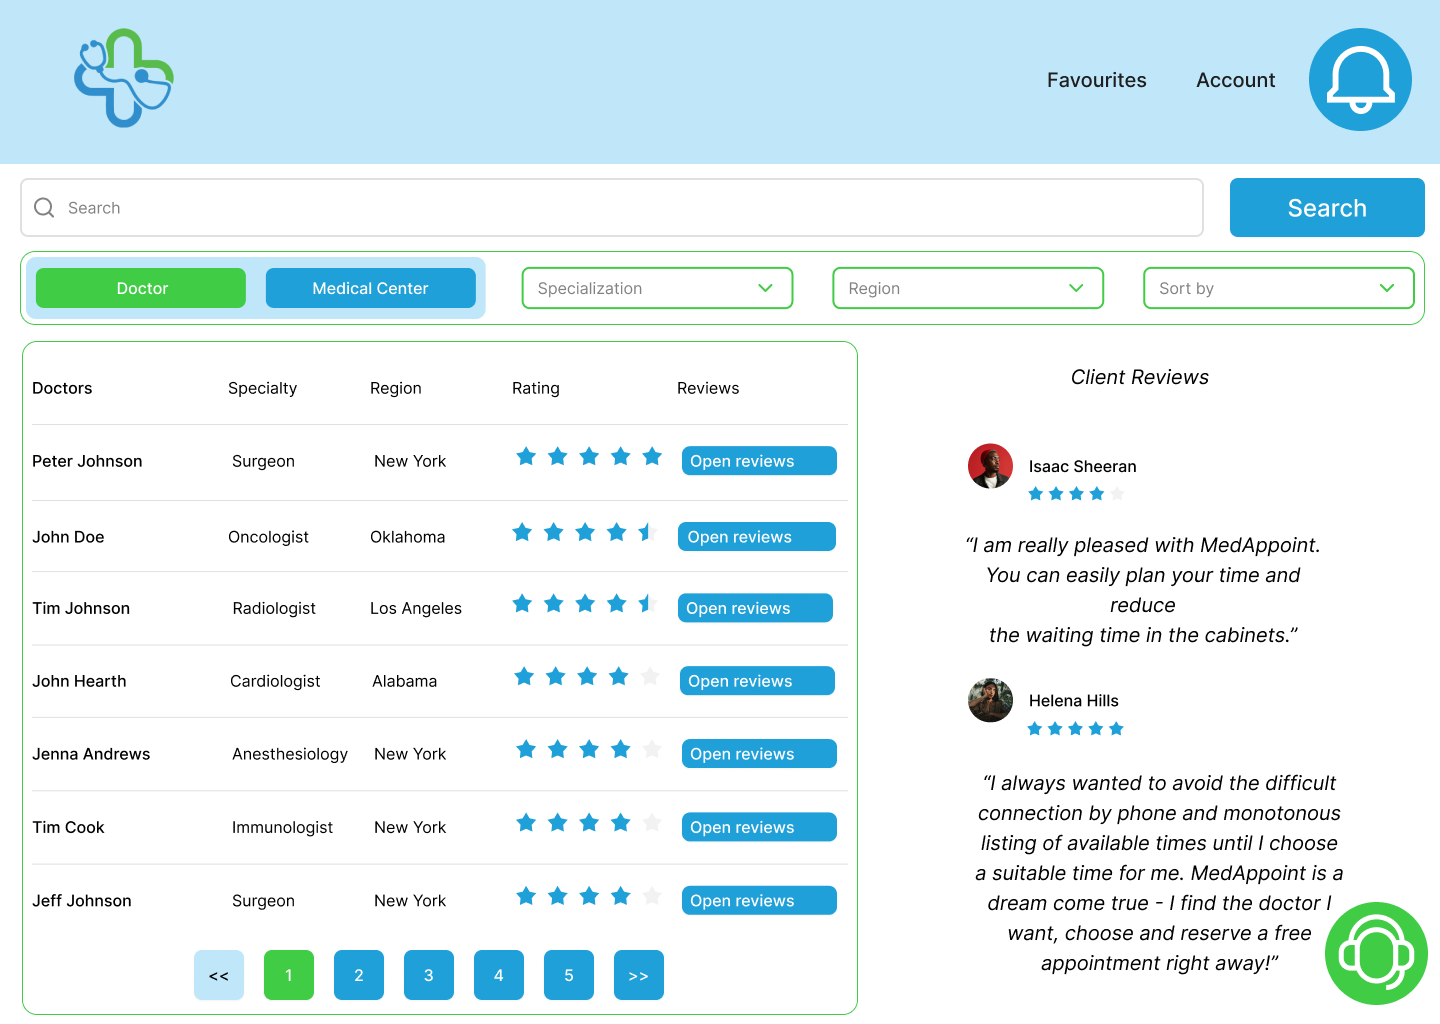 Favourites Account
Search Search
Doctor Medical Center Specialization Region Sort by
Doctors Specialty Region Rating Reviews
Peter Johnson Surgeon New York Open reviews
John Doe Oncologist Oklahoma Open reviews
Tim Johnson Radiologist Los Angeles Open reviews
John Hearth Cardiologist Alabama Open reviews
Jenna Andrews Anesthesiology New York Open reviews
Tim Cook Immunologist New York Open reviews
Jeff Johnson Surgeon New York Open reviews
<< 1 2 3 4 5 >>
Client Reviews
Isaac Sheeran
“I am really pleased with MedAppoint.
You can easily plan your time and
reduce
the waiting time in the cabinets.”
Helena Hills
“I always wanted to avoid the difficult
connection by phone and monotonous
listing of available times until I choose
a suitable time for me. MedAppoint is a
dream come true - I find the doctor I
want, choose and reserve a free
appointment right away!”